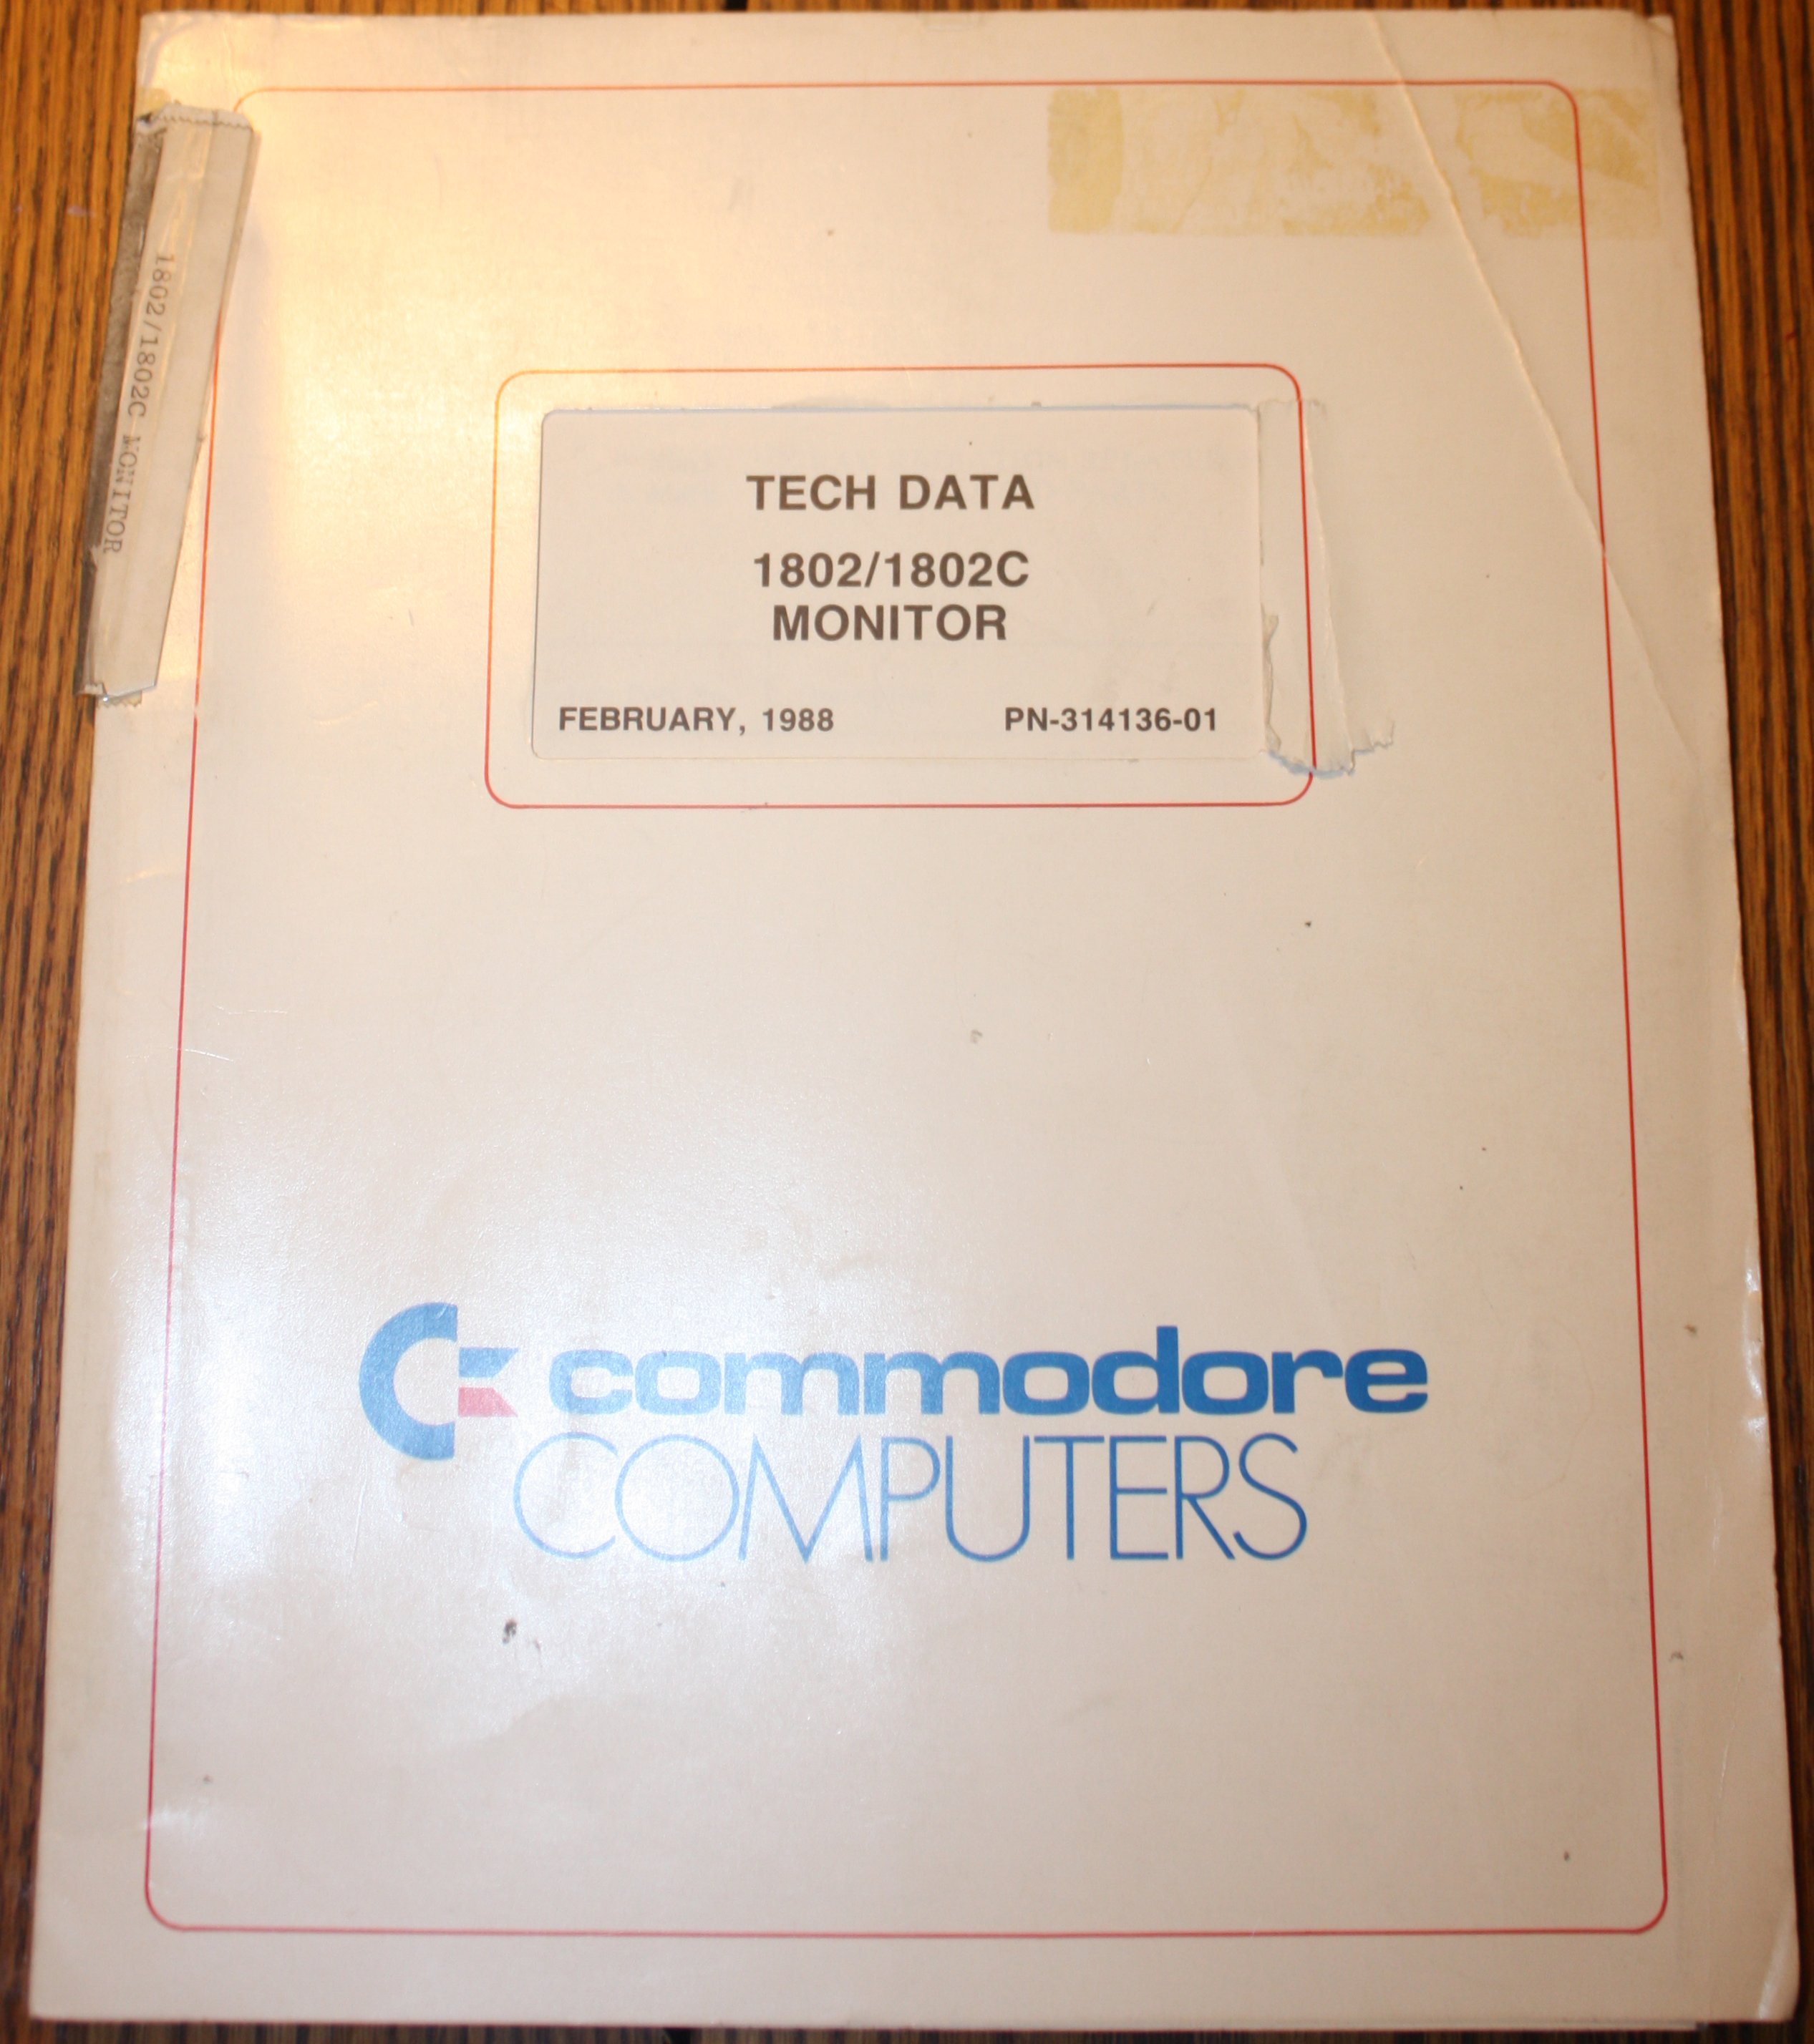 1802/1802C MONITOR
TECH DATA
1802/1802C
MONITOR
FEBRUARY, 1988 PN-314136-01
commodore
COMPUTERS